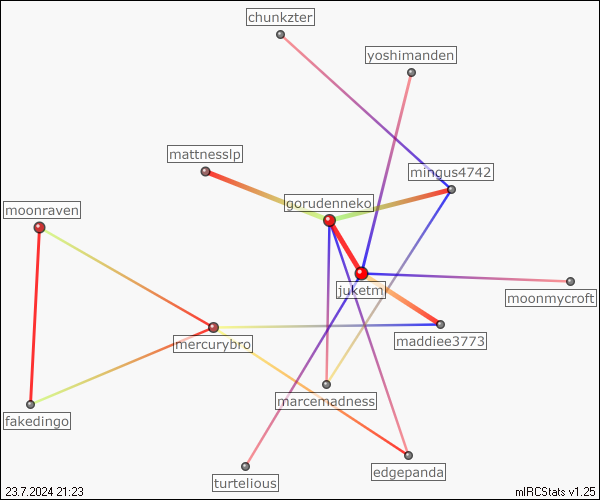 chunkzter
yoshimanden
mattnesslp
mingus4742
gorudenneko
moonraven
juketm
moonmycroft
mercurybro
maddiee3773
marcemadness
fakedingo
edgepanda
turtelious
23.7.2024 21:23
mIRCStats v1.25